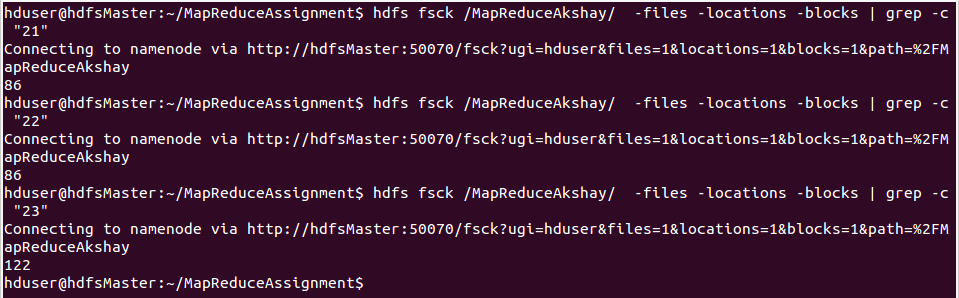 hduser@hdfsMaster:~/MapReduceAssignment$ hdfs fsck /MapReduceAkshay/  -files -locations -blocks | grep -c
 "21"
Connecting to namenode via http://hdfsMaster:50070/fsck?ugi=hduser&files=1&locations=1&blocks=1&path=%2FM
apReduceAkshay
86
hduser@hdfsMaster:~/MapReduceAssignment$ hdfs fsck /MapReduceAkshay/  -files -locations -blocks | grep -c
 "22"
Connecting to namenode via http://hdfsMaster:50070/fsck?ugi=hduser&files=1&locations=1&blocks=1&path=%2FM
apReduceAkshay
86
hduser@hdfsMaster:~/MapReduceAssignment$ hdfs fsck /MapReduceAkshay/  -files -locations -blocks | grep -c
 "23"
Connecting to namenode via http://hdfsMaster:50070/fsck?ugi=hduser&files=1&locations=1&blocks=1&path=%2FM
apReduceAkshay
122
hduser@hdfsMaster:~/MapReduceAssignment$